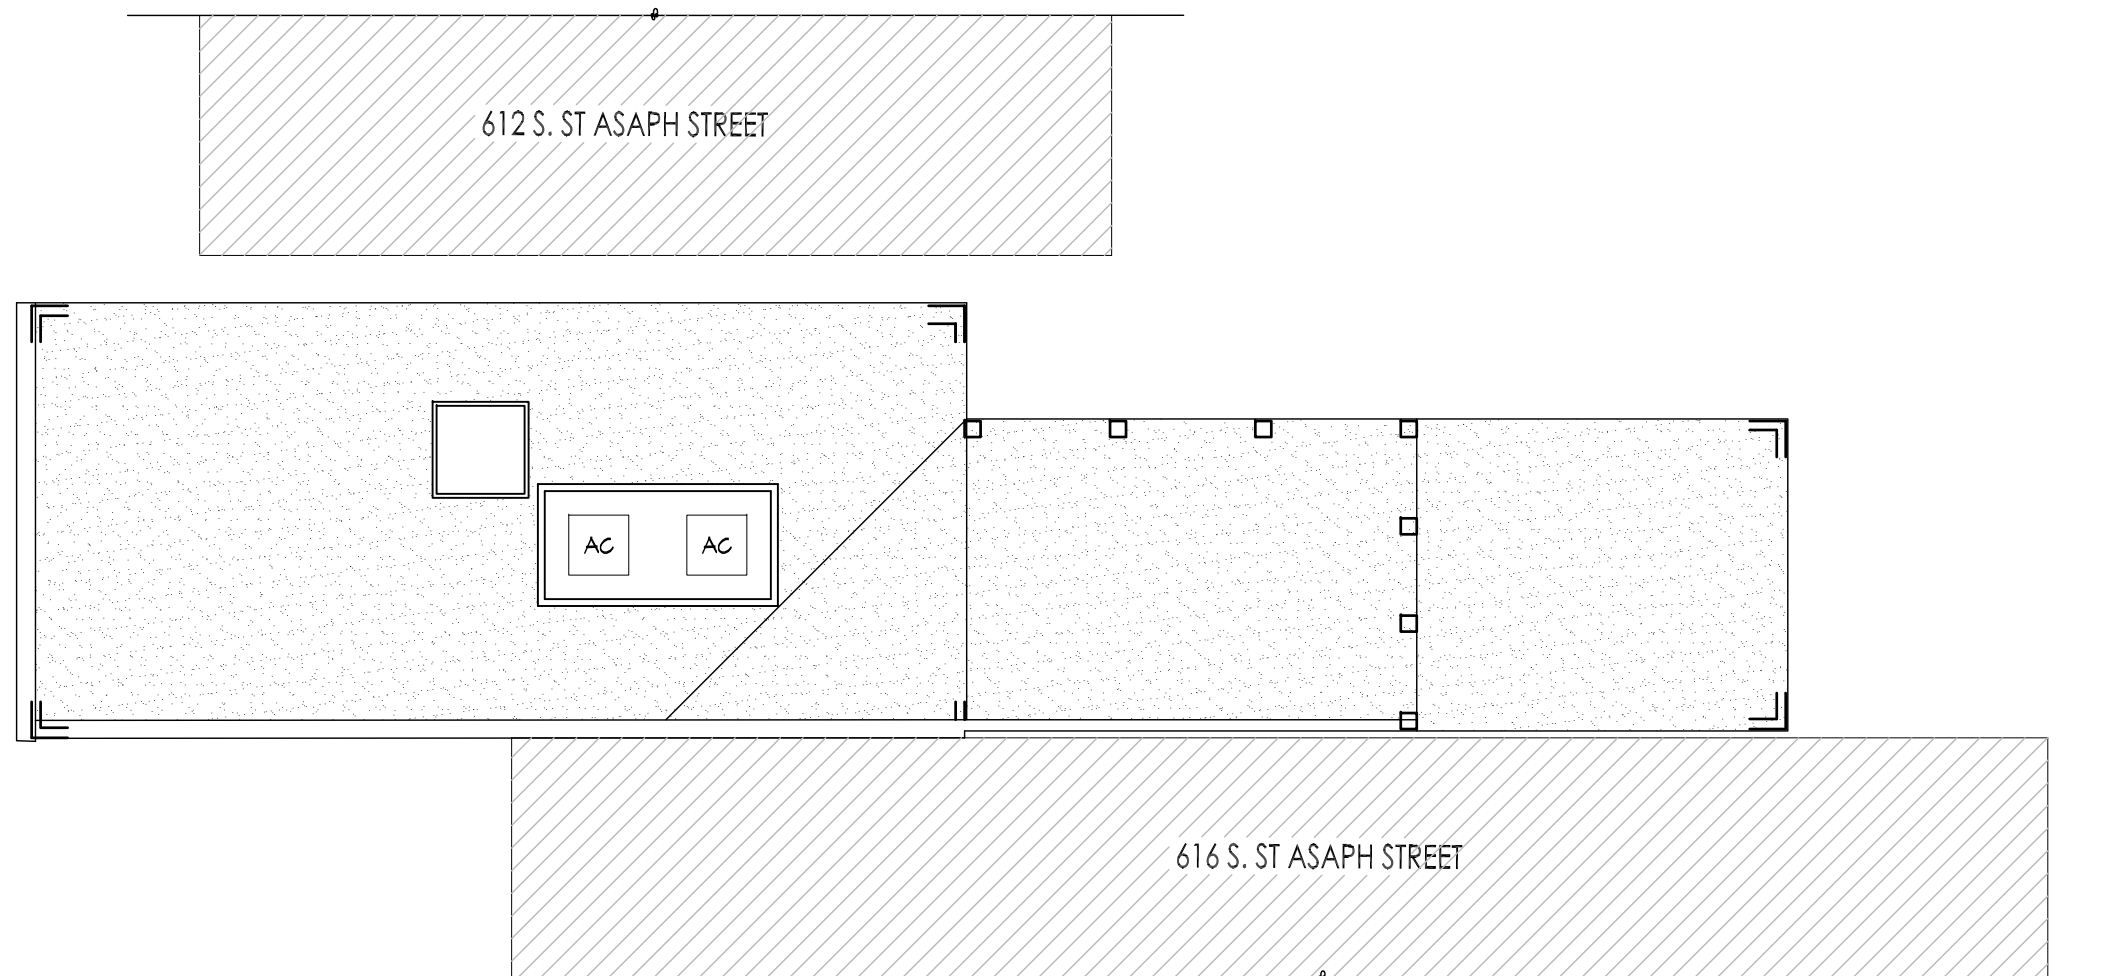 612 S. ST ASAPH STREET
AC AC
616 S. ST ASAPH STREET